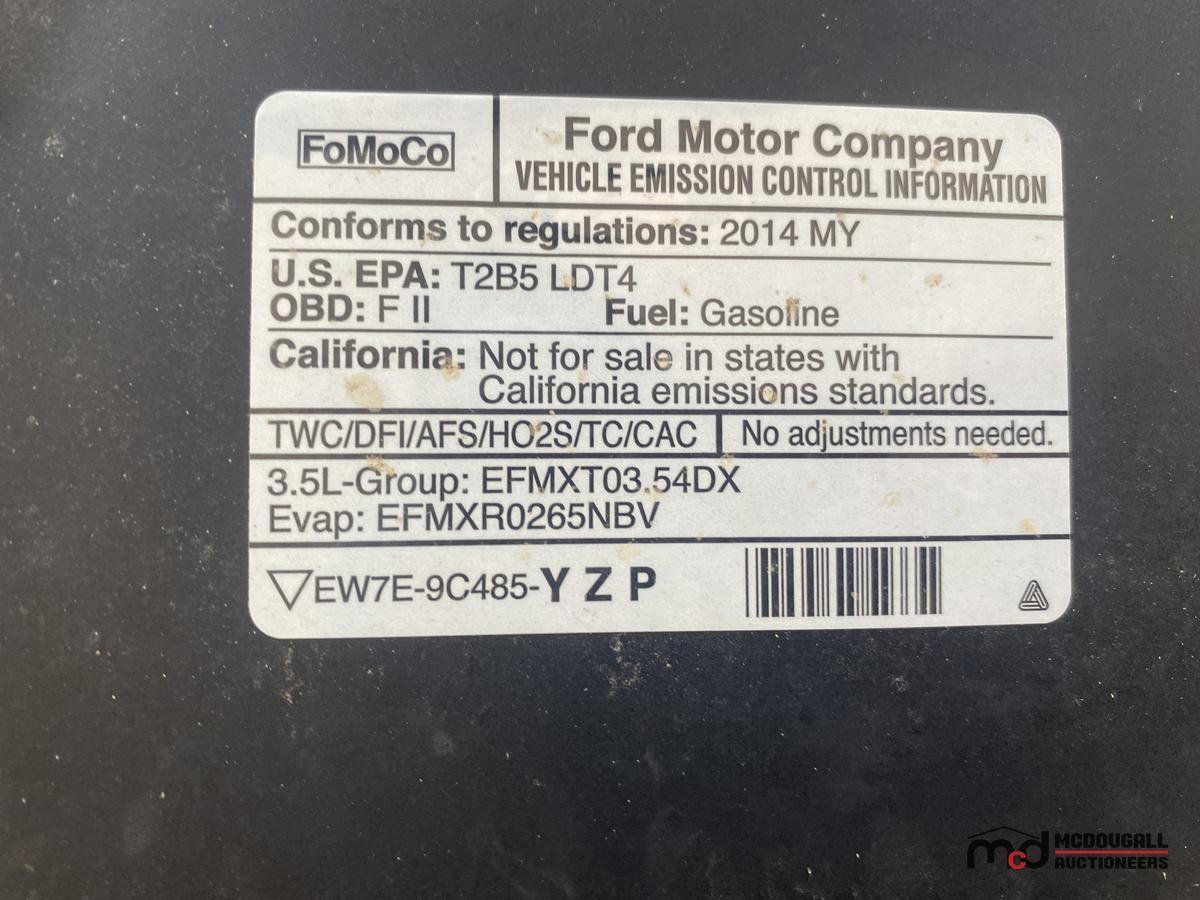 FoMoCo
Ford Motor Company
VEHICLE EMISSION CONTROL INFORMATION
Conforms to regulations: 2014 MY
U.S. EPA: T2B5 LDT4
OBD: F II Fuel: Gasoline
California: Not for sale in states with
California emissions standards.
TWC/DFI/AFS/HO2S/TC/CAC No adjustments needed.
3.5L-Group: EFMXT03.54DX
Evap: EFMXR0265NBV
EW7E-9C485-Y Z P
mcd MCDOUGALL
AUCTIONEERS